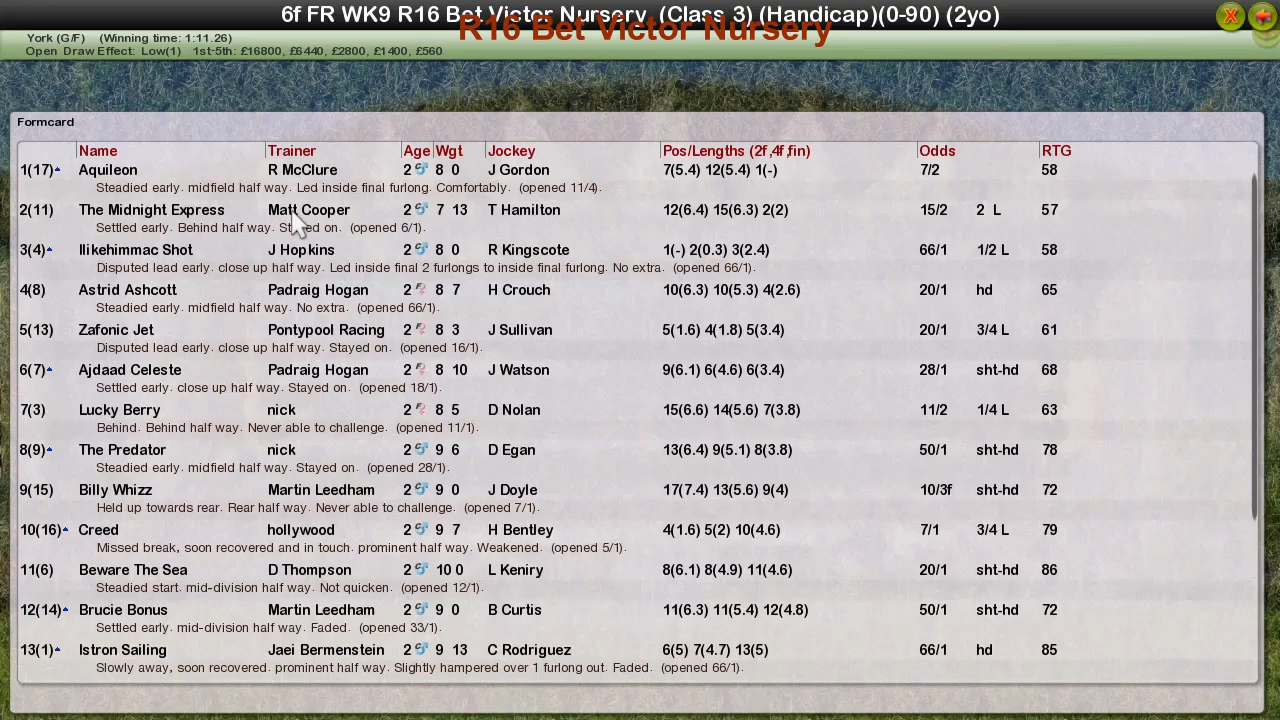 6f FR WK9 R16 Bet Victor Nursery (Class 3) (Handicap)(0-90) (2yo)
R16 Bet Victor Nursery
York (G/F) (Winning time: 1:11.26)
Open Draw Effect: Low(1) 1st-5th: £16800, £6440, £2800, £1400, £560
Formcard
Name Trainer Age Wgt Jockey Pos/Lengths (2f,4f,fin) Odds RTG
1(17) Aquileon R McClure 2 8 0 J Gordon 7(5.4) 12(5.4) 1(-) 7/2 58
Steadied early. midfield half way. Led inside final furlong. Comfortably. (opened 11/4).
2(11) The Midnight Express Matt Cooper 2 7 13 T Hamilton 12(6.4) 15(6.3) 2(2) 15/2 2 L 57
Settled early. Behind half way. Stayed on. (opened 6/1).
3(4) Ilikehimmac Shot J Hopkins 2 8 0 R Kingscote 1(-) 2(0.3) 3(2.4) 66/1 1/2 L 58
Disputed lead early. close up half way. Led inside final 2 furlongs to inside final furlong. No extra. (opened 66/1).
4(8) Astrid Ashcott Padraig Hogan 2 8 7 H Crouch 10(6.3) 10(5.3) 4(2.6) 20/1 hd 65
Steadied early. midfield half way. No extra. (opened 66/1).
5(13) Zafonic Jet Pontypool Racing 2 8 3 J Sullivan 5(1.6) 4(1.8) 5(3.4) 20/1 3/4 L 61
Disputed lead early. close up half way. Stayed on. (opened 16/1).
6(7) Ajdaad Celeste Padraig Hogan 2 8 10 J Watson 9(6.1) 6(4.6) 6(3.4) 28/1 sht-hd 68
Settled early. close up half way. Stayed on. (opened 18/1).
7(3) Lucky Berry nick 2 8 5 D Nolan 15(6.6) 14(5.6) 7(3.8) 11/2 1/4 L 63
Behind. Behind half way. Never able to challenge. (opened 11/1).
8(9) The Predator nick 2 9 6 D Egan 13(6.4) 9(5.1) 8(3.8) 50/1 sht-hd 78
Steadied early. midfield half way. Stayed on. (opened 28/1).
9(15) Billy Whizz Martin Leedham 2 9 0 J Doyle 17(7.4) 13(5.6) 9(4) 10/3f sht-hd 72
Held up towards rear. Rear half way. Never able to challenge. (opened 7/1).
10(16) Creed hollywood 2 9 7 H Bentley 4(1.6) 5(2) 10(4.6) 7/1 3/4 L 79
Missed break, soon recovered and in touch. prominent half way. Weakened. (opened 5/1).
11(6) Beware The Sea D Thompson 2 10 0 L Keniry 8(6.1) 8(4.9) 11(4.6) 20/1 sht-hd 86
Steadied start. mid-division half way. Not quicken. (opened 12/1).
12(14) Brucie Bonus Martin Leedham 2 9 0 B Curtis 11(6.3) 11(5.4) 12(4.8) 50/1 sht-hd 72
Settled early. mid-division half way. Faded. (opened 33/1).
13(1) Istron Sailing Jaei Bermenstein 2 9 13 C Rodriguez 6(5) 7(4.7) 13(5) 66/1 hd 85
Slowly away, soon recovered. prominent half way. Slightly hampered over 1 furlong out. Faded. (opened 66/1).